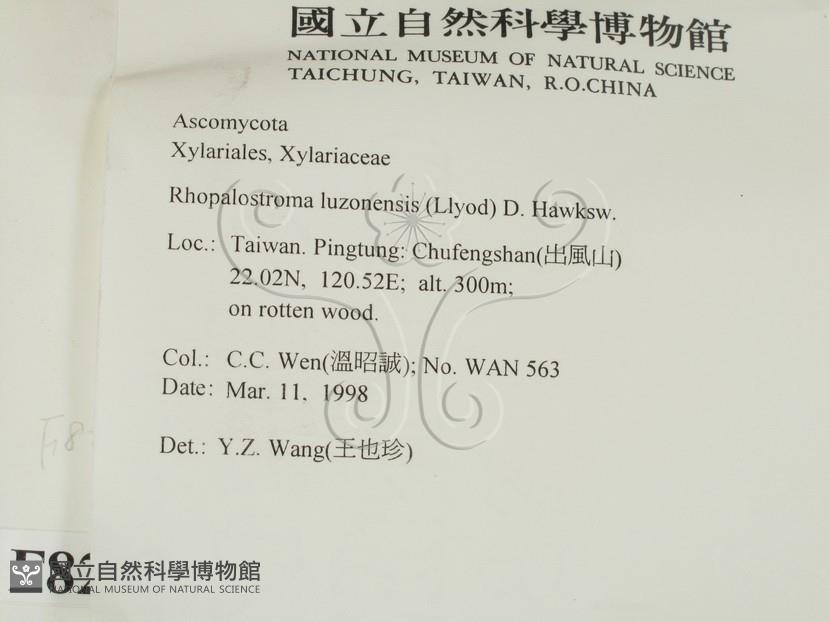 國立自然科學博物館
NATIONAL MUSEUM OF NATURAL SCIENCE
TAICHUNG, TAIWAN, R.O.CHINA
Ascomycota
Xylariales, Xylariaceae
Rhopalostroma luzonensis (Llyod) D. Hawksw.
Loc.: Taiwan. Pingtung: Chufengshan(出風山)
22.02N, 120.52E; alt. 300m;
on rotten wood.
Col.: C.C. Wen(溫昭誠); No. WAN 563
Date: Mar. 11, 1998
Det.: Y.Z. Wang(王也珍)
國立自然科學博物館
NATIONAL MUSEUM OF NATURAL SCIENCE